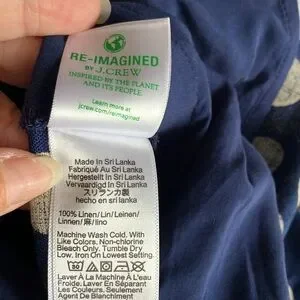 RE-IMAGINED
BY J.CREW
INSPIRED BY THE PLANET
AND ITS PEOPLE
Learn more at
jcrew.com/reimagined
Made In Sri Lanka
Fabriqué Au Sri Lanka
Hergestellt In Sri Lanka
Vervaardigd In Sri Lanka
スリランカ製
hecho en sri lanka
100% Linen/Lin/Leinen/
Linnen/麻/lino
Machine Wash Cold. With
Like Colors. Non-chlorine
Bleach Only. Tumble Dry
Low. Iron On Lowest Setting.
Laver À La Machine À L'eau
Froide. Laver En Séparant
Les Couleurs. Seulement
Agent De Blanchiment